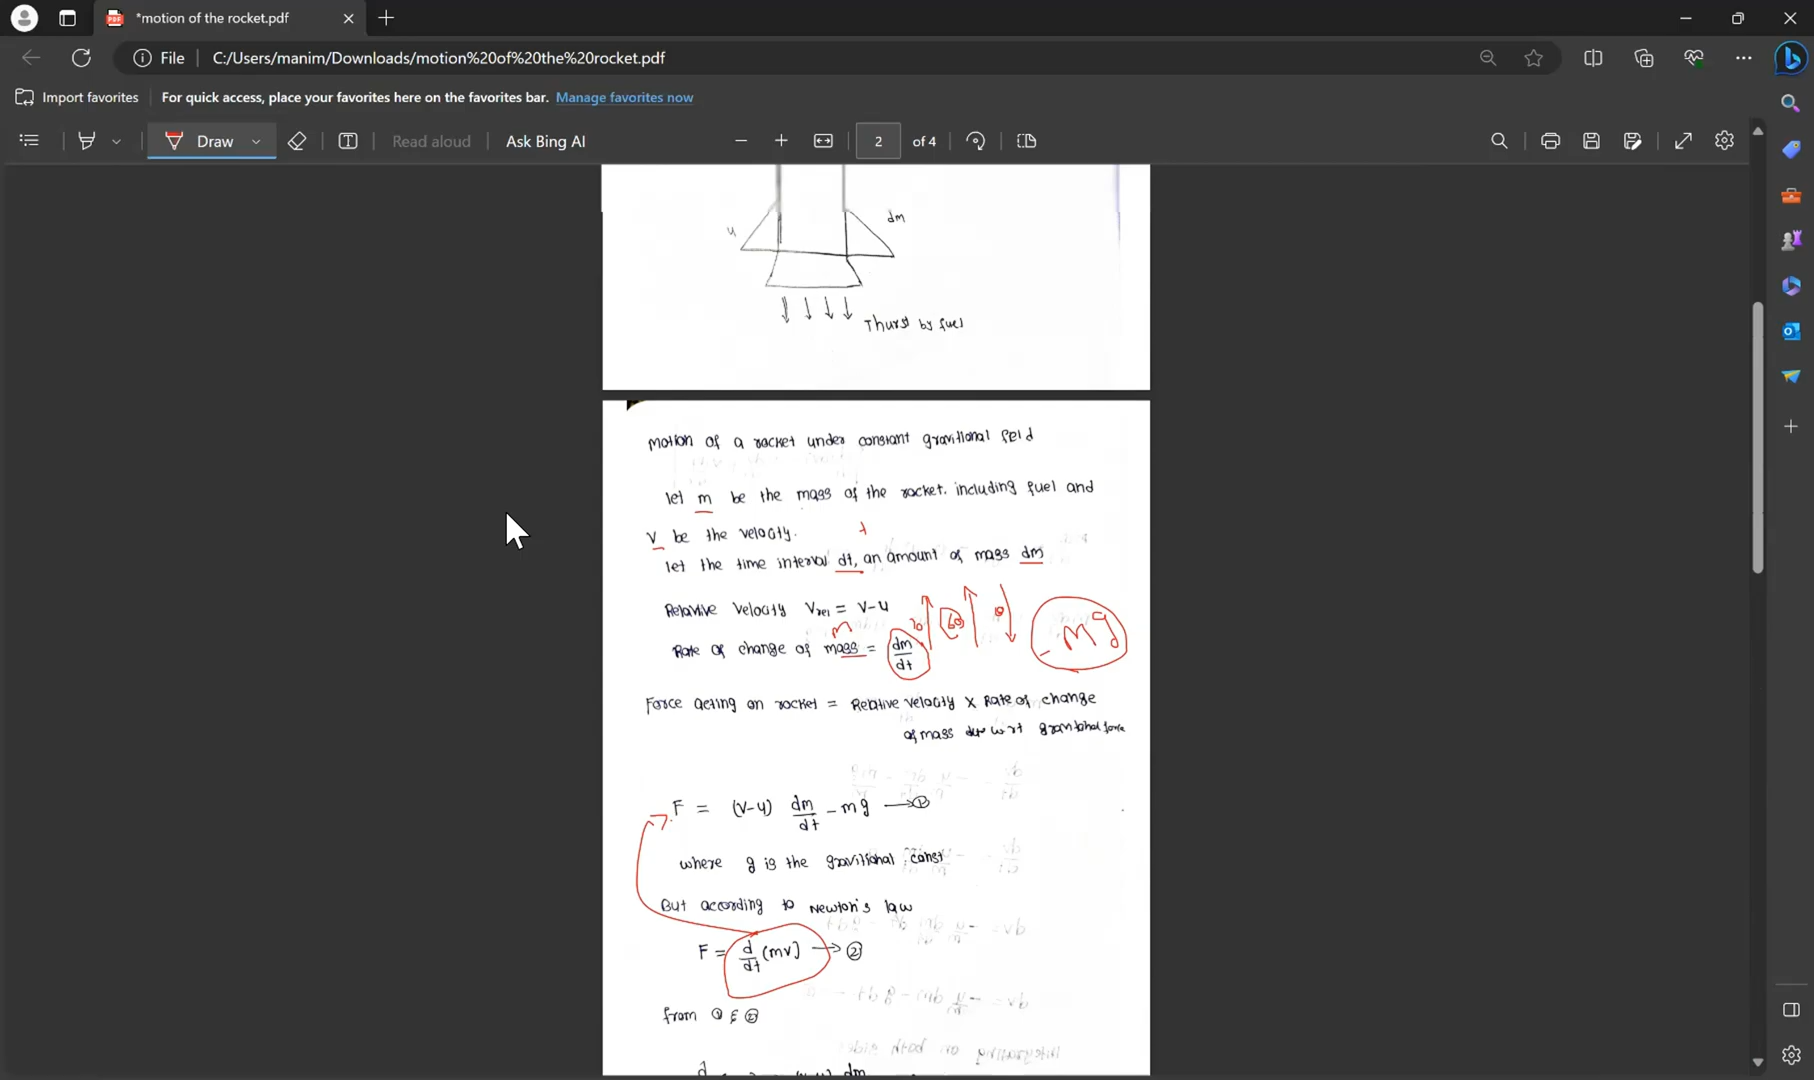 *motion of the rocket.pdf
File C:/Users/manim/Downloads/motion%20of%20the%20rocket.pdf
Import favorites For quick access, place your favorites here on the favorites bar. Manage favorites now
Draw Read aloud Ask Bing AI 2 of 4
u dm
Thurst by fuel
motion of a rocket under constant gravitional feild
let m be the mass of the rocket. including fuel and
V be the velocity. t
let the time interval dt, an amount of mass dm
Relative velocity Vrel = V-u
m
Rate of change of mass = dm/dt
- mg
Force acting on rocket = Relative velocity X Rate of change
of mass w.r.t gravitational force
F = (V-u) dm/dt - mg → ①
where g is the gravitional const
But according to Newton's law
F = d/dt (mv) → ②
from ① & ②